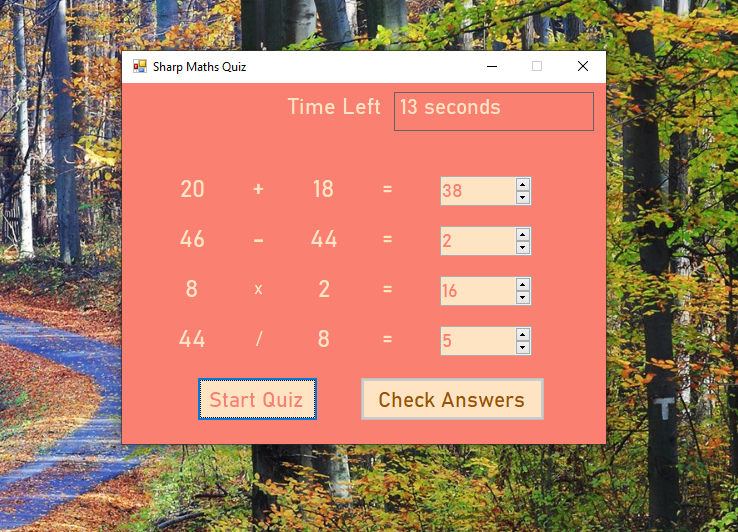 Sharp Maths Quiz
Time Left 13 seconds
20 + 18 = 38
46 - 44 = 2
8 x 2 = 16
44 / 8 = 5
Start Quiz Check Answers